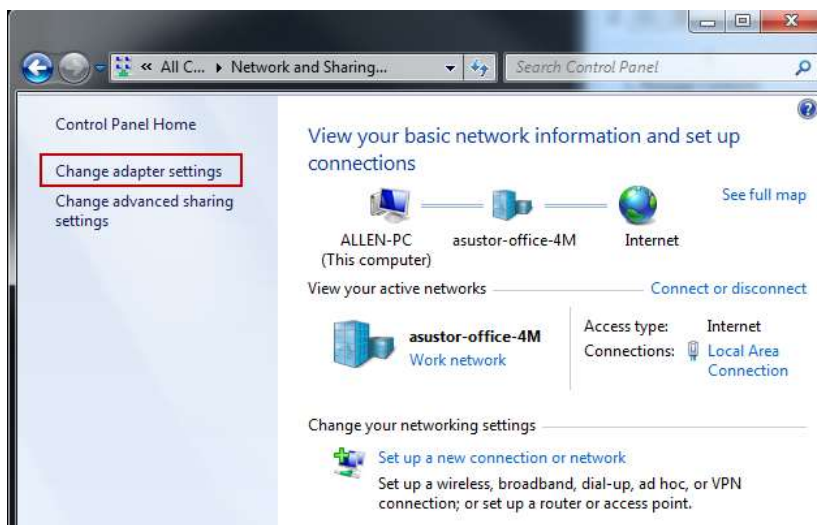 « All C... ▸ Network and Sharing...
Search Control Panel
Control Panel Home
Change adapter settings
Change advanced sharing
settings
View your basic network information and set up
connections
See full map
ALLEN-PC
(This computer)
asustor-office-4M
Internet
View your active networks
Connect or disconnect
asustor-office-4M
Work network
Access type: Internet
Connections: Local Area
Connection
Change your networking settings
Set up a new connection or network
Set up a wireless, broadband, dial-up, ad hoc, or VPN
connection; or set up a router or access point.